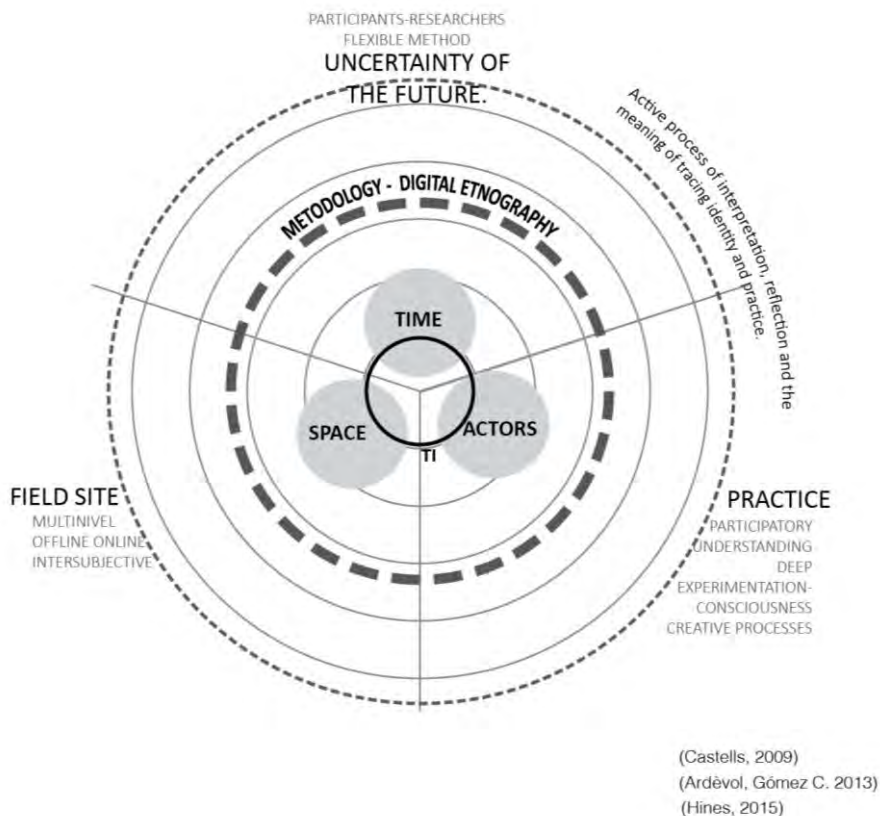 PARTICIPANTS-RESEARCHERS
FLEXIBLE METHOD
UNCERTAINTY OF
THE FUTURE.
Active process of interpretation, reflection and the
meaning of tracing identity and practice.
METODOLOGY - DIGITAL ETNOGRAPHY
TIME
SPACE
ACTORS
TI
FIELD SITE
MULTINIVEL
OFFLINE ONLINE
INTERSUBJECTIVE
PRACTICE
PARTICIPATORY
UNDERSTANDING
DEEP
EXPERIMENTATION-
CONSCIOUSNESS
CREATIVE PROCESSES
(Castells, 2009)
(Ardèvol, Gómez C. 2013)
(Hines, 2015)